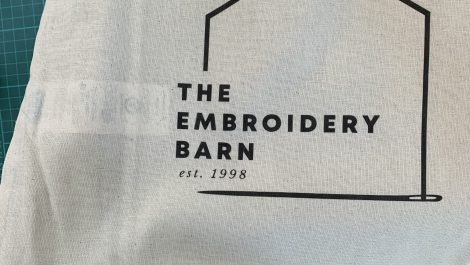 THE
EMBROIDERY
BARN
est. 1998